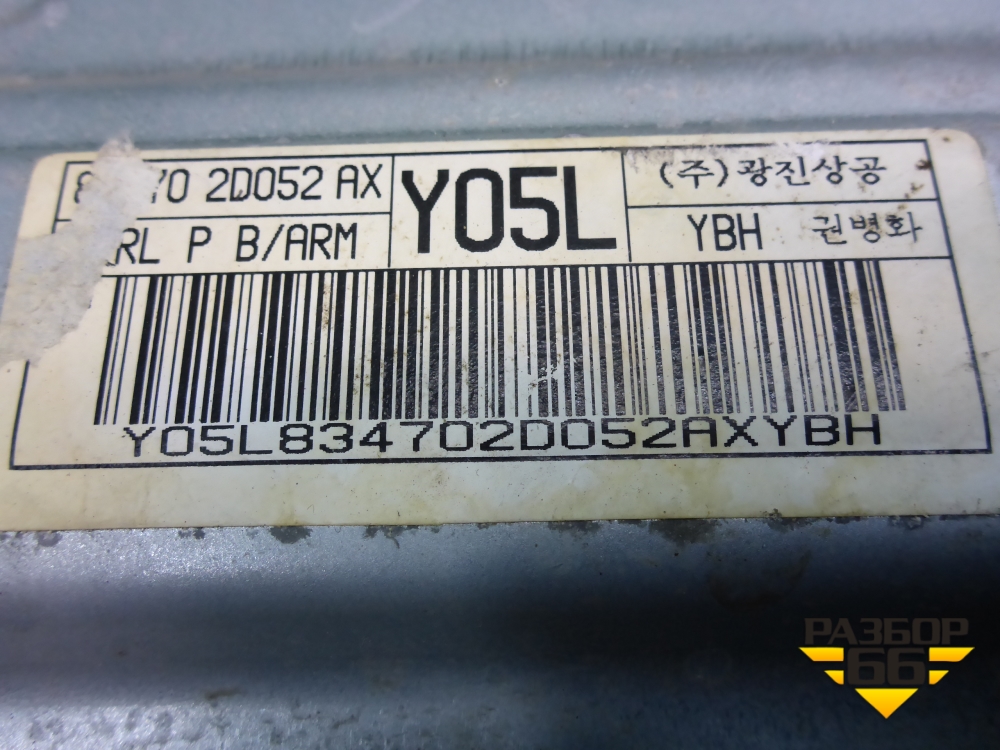 70 2D052 AX
Y05L
(주)광진상공
RL P B/ARM
YBH 권병화
Y05L834702D052AXYBH
РАЗБОР
66